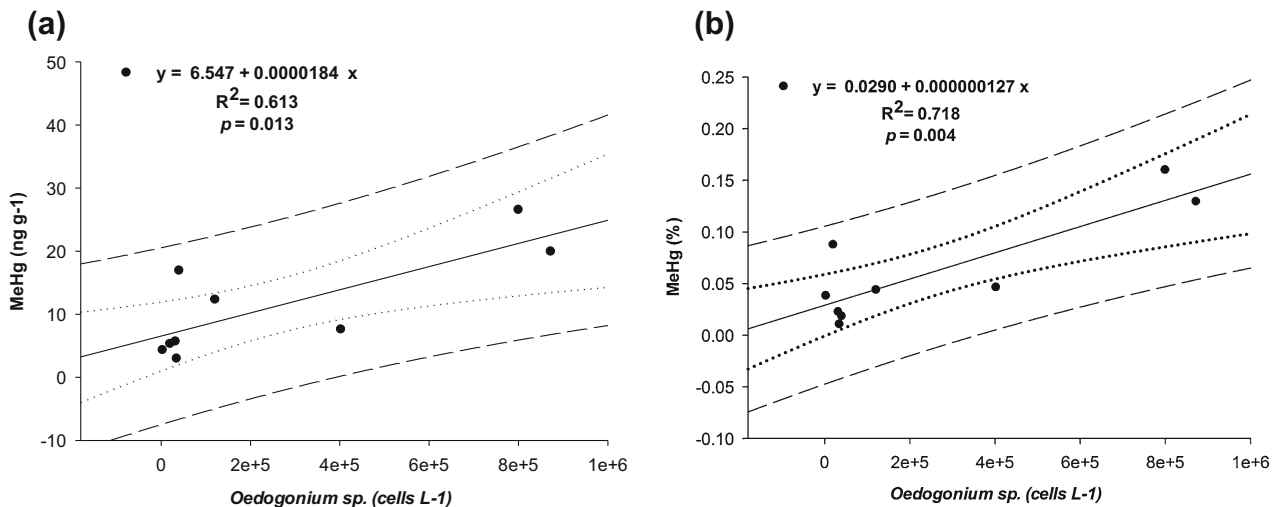 (a)
y = 6.547 + 0.0000184 x
R2 = 0.613
p = 0.013
50
40
30
20
10
0
-10
MeHg (ng g-1)
0 2e+5 4e+5 6e+5 8e+5 1e+6
Oedogonium sp. (cells L-1)
(b)
y = 0.0290 + 0.000000127 x
R2 = 0.718
p = 0.004
0.25
0.20
0.15
0.10
0.05
0.00
-0.05
-0.10
MeHg (%)
0 2e+5 4e+5 6e+5 8e+5 1e+6
Oedogonium sp. (cells L-1)